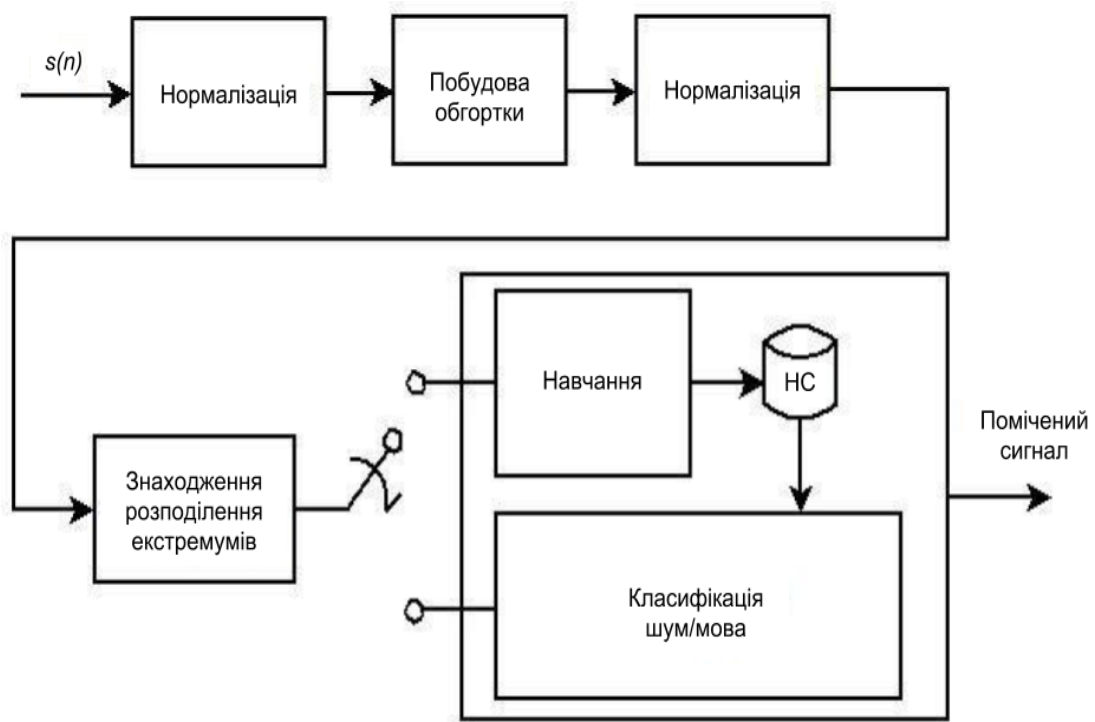 s(n)
Нормалізація
Побудова
обгортки
Нормалізація
Навчання
НС
Помічений
сигнал
Знаходження
розподілення
екстремумів
Класифікація
шум/мова